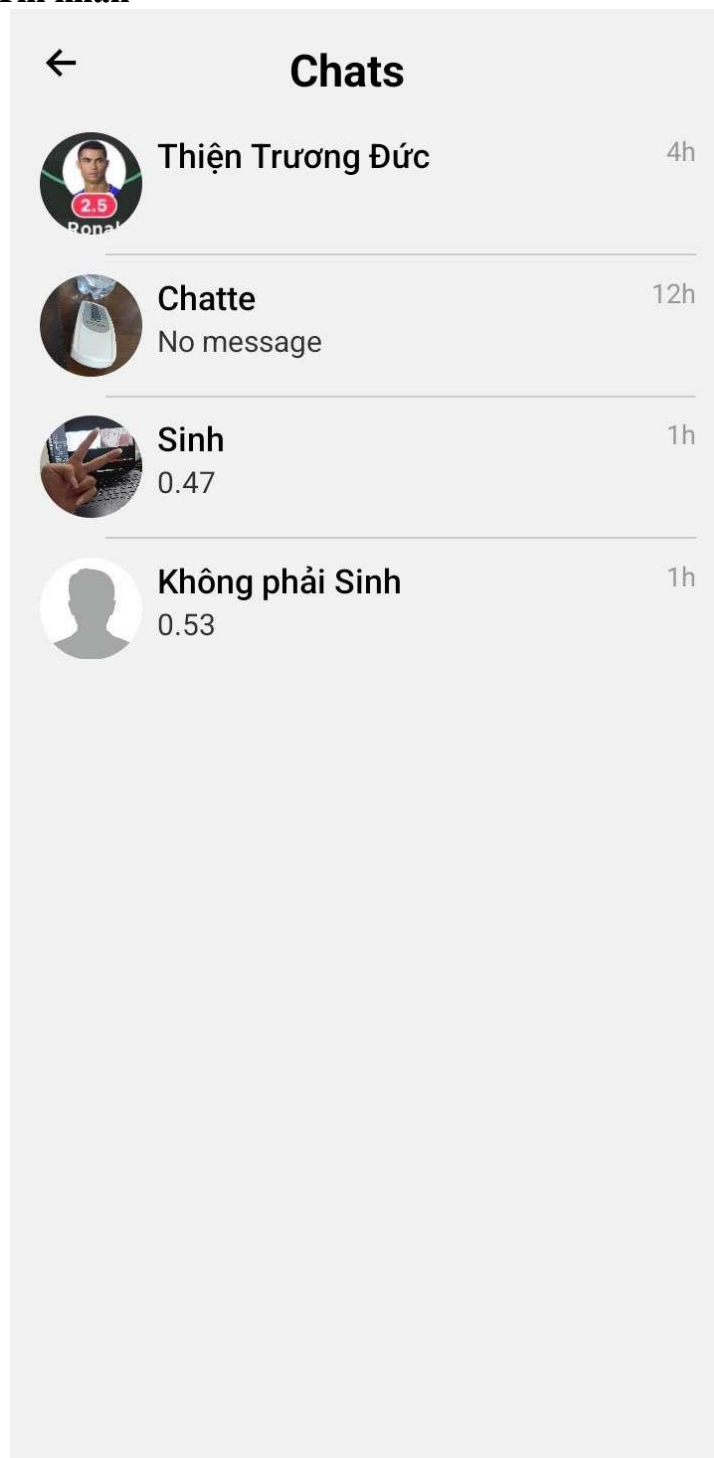 Chats
Thiện Trương Đức
4h
2.5
Chatte
12h
No message
Sinh
1h
0.47
Không phải Sinh
1h
0.53